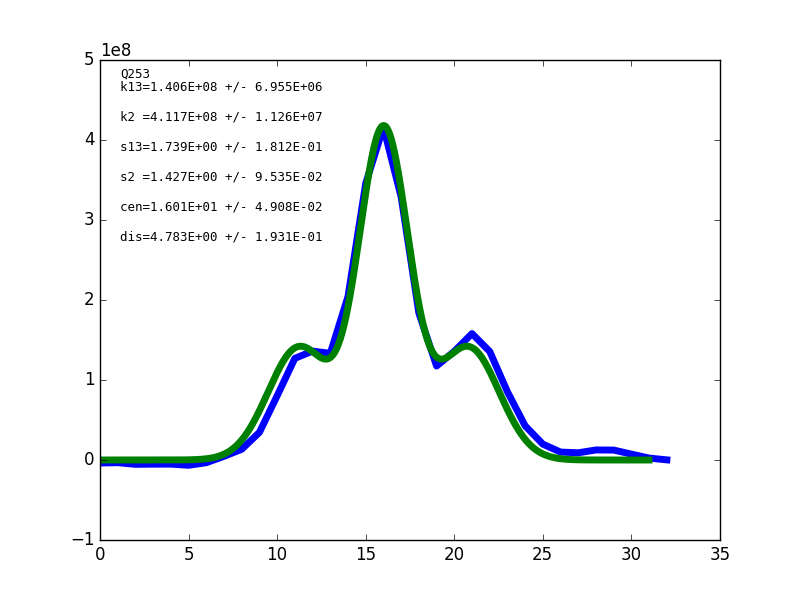 1e8
5
4
3
2
1
0
−1
Q253
k13=1.406E+08 +/- 6.955E+06
k2 =4.117E+08 +/- 1.126E+07
s13=1.739E+00 +/- 1.812E-01
s2 =1.427E+00 +/- 9.535E-02
cen=1.601E+01 +/- 4.908E-02
dis=4.783E+00 +/- 1.931E-01
0 5 10 15 20 25 30 35